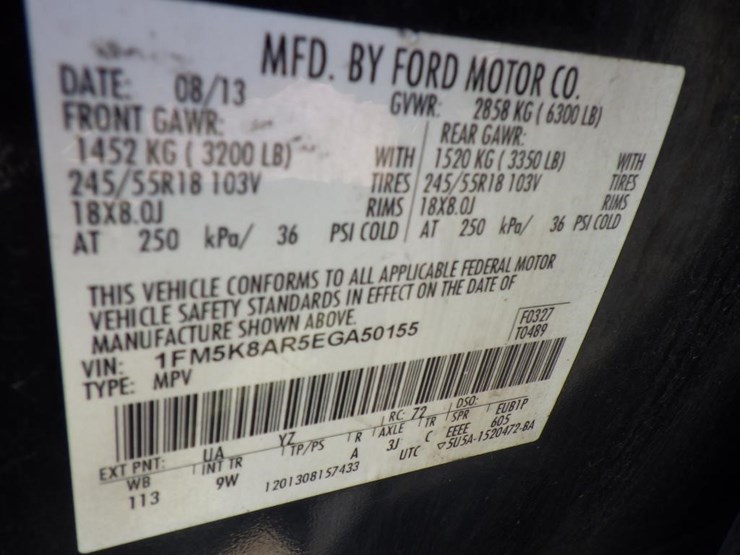 MFD. BY FORD MOTOR CO.
DATE: 08/13
GVWR: 2858 KG ( 6300 LB)
FRONT GAWR:
REAR GAWR:
1452 KG ( 3200 LB) WITH
1520 KG ( 3350 LB) WITH
245/55R18 103V TIRES
245/55R18 103V TIRES
18X8.0J RIMS
18X8.0J RIMS
AT 250 kPa/ 36 PSI COLD
AT 250 kPa/ 36 PSI COLD
THIS VEHICLE CONFORMS TO ALL APPLICABLE FEDERAL MOTOR
VEHICLE SAFETY STANDARDS IN EFFECT ON THE DATE OF
MANUFACTURE SHOWN ABOVE.
VIN: 1FM5K8AR5EGA50155
F0327
T0489
TYPE: MPV
EXT PNT: UA YZ RC: 72 DSO: EUB1P
WB INT TR TP/PS R AXLE TR SPR 605
113 9W A 3J C EEEE
1201308157433 UTC ▽5U5A-1520472-BA